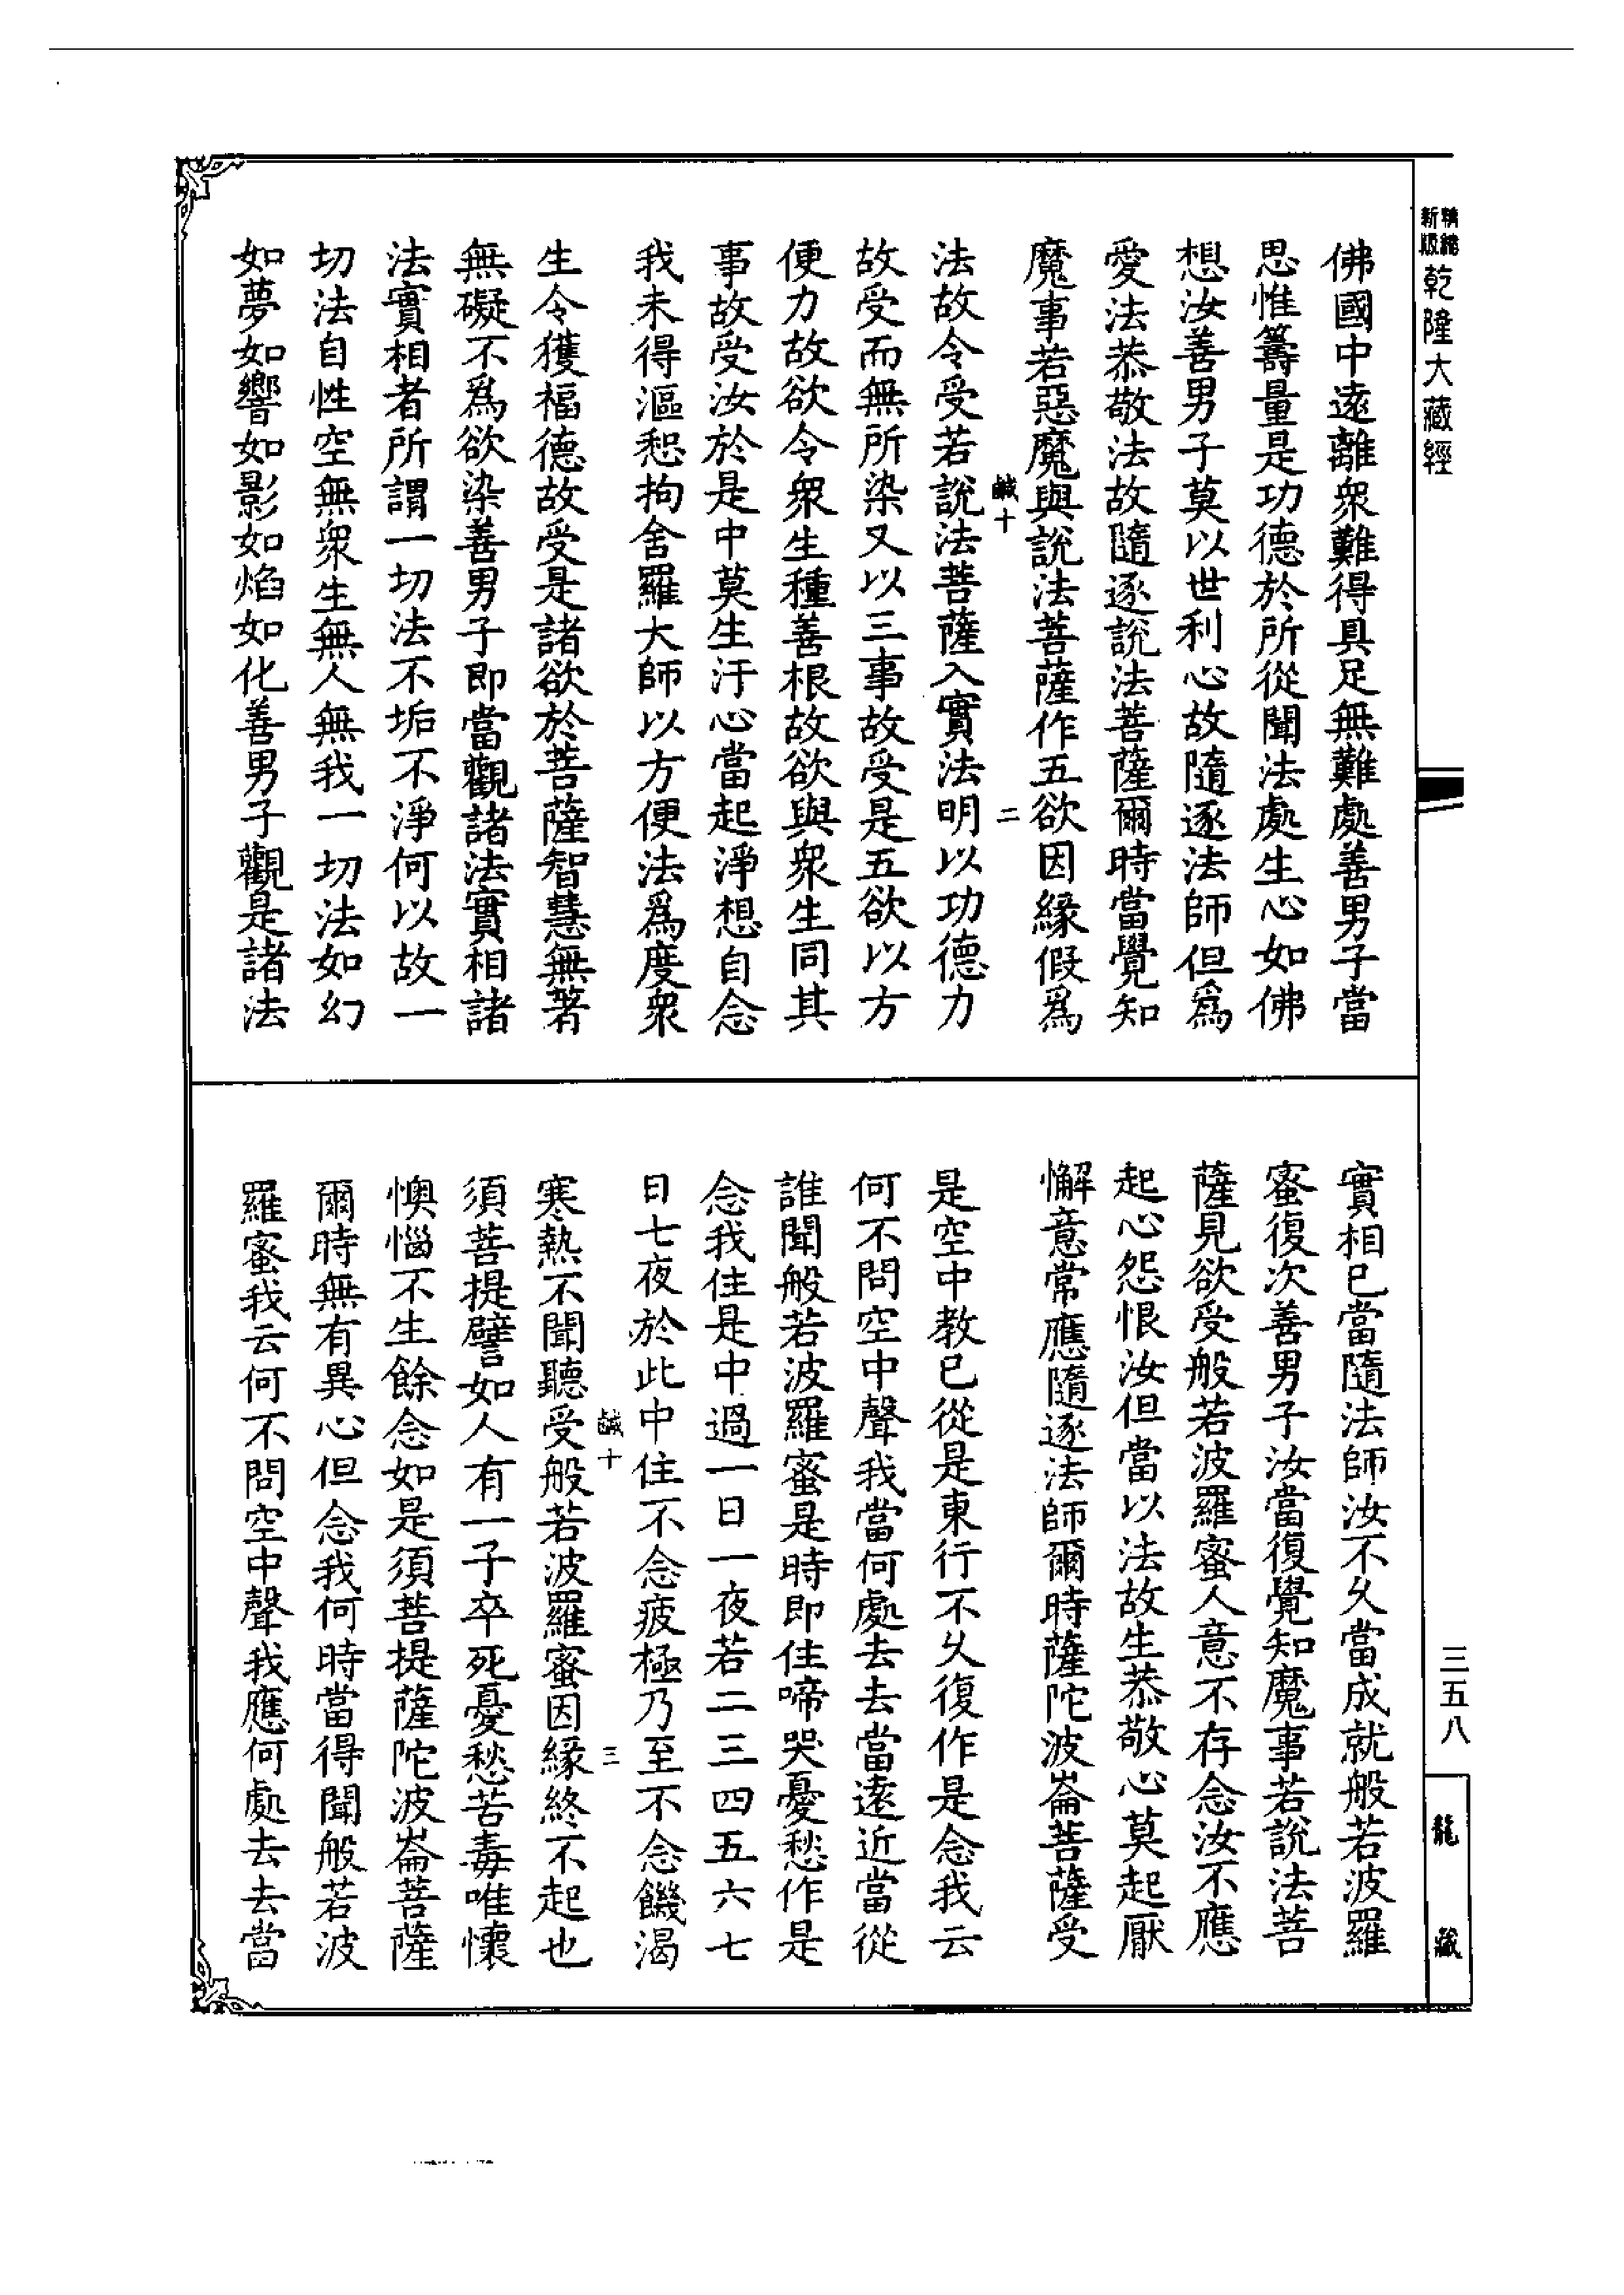 精縮新版乾隆大藏經
佛國中遠離衆難得具足無難處善男子當
思惟籌量是功德於所從聞法處生心如佛
想汝善男子莫以世利心故隨逐法師但爲
愛法恭敬法故隨逐說法菩薩爾時當覺知
魔事若惡魔與說法菩薩作五欲因緣假爲
鹹十 二
法故令受若說法菩薩入實法明以功德力
故受而無所染又以三事故受是五欲以方
便力故欲令衆生種善根故欲與衆生同其
事故受汝於是中莫生汙心當起淨想自念
我未得漚惒拘舍羅大師以方便法爲度衆
生令獲福德故受是諸欲於菩薩智慧無著
無礙不爲欲染善男子即當觀諸法實相諸
法實相者所謂一切法不垢不淨何以故一
切法自性空無衆生無人無我一切法如幻
如夢如響如影如焰如化善男子觀是諸法
實相已當隨法師汝不久當成就般若波羅
蜜復次善男子汝當復覺知魔事若說法菩
薩見欲受般若波羅蜜人意不存念汝不應
起心怨恨汝但當以法故生恭敬心莫起厭
懈意常應隨逐法師爾時薩陀波崙菩薩受
是空中教已從是東行不久復作是念我云
何不問空中聲我當何處去去當遠近當從
誰聞般若波羅蜜是時即住啼哭憂愁作是
念我住是中過一日一夜若二三四五六七
日七夜於此中住不念疲極乃至不念饑渴
鹹十 三
寒熱不聞聽受般若波羅蜜因緣終不起也
須菩提譬如人有一子卒死憂愁苦毒唯懷
懊惱不生餘念如是須菩提薩陀波崙菩薩
爾時無有異心但念我何時當得聞般若波
羅蜜我云何不問空中聲我應何處去去當
三五八
龍藏